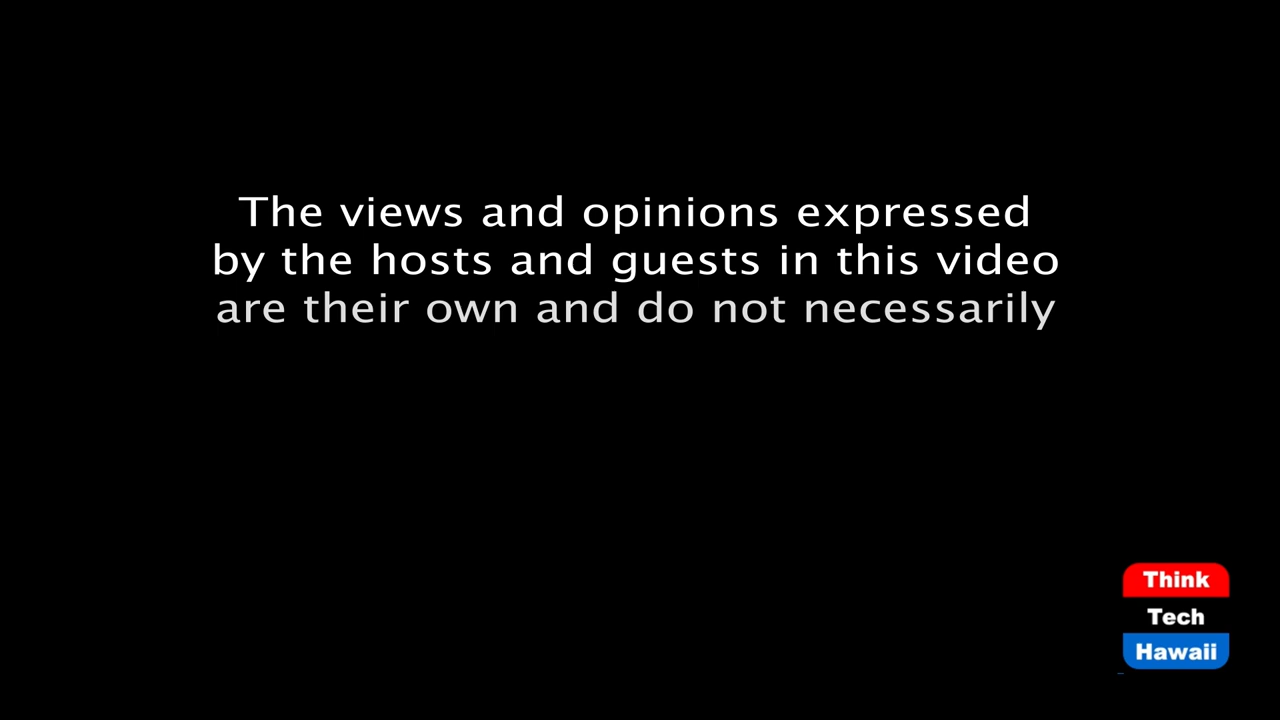 The views and opinions expressed
by the hosts and guests in this video
are their own and do not necessarily
Think
Tech
Hawaii